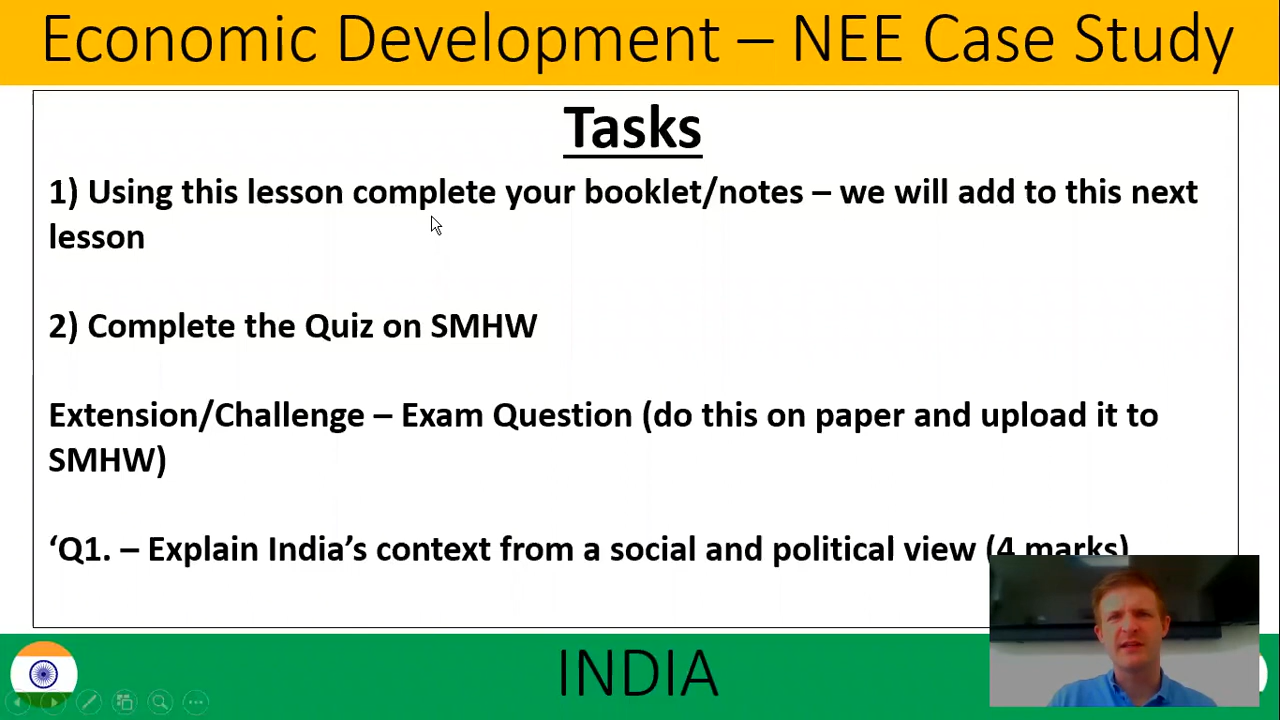 Economic Development – NEE Case Study
Tasks
1) Using this lesson complete your booklet/notes – we will add to this next
lesson
2) Complete the Quiz on SMHW
Extension/Challenge – Exam Question (do this on paper and upload it to
SMHW)
‘Q1. – Explain India’s context from a social and political view (4 marks)
INDIA